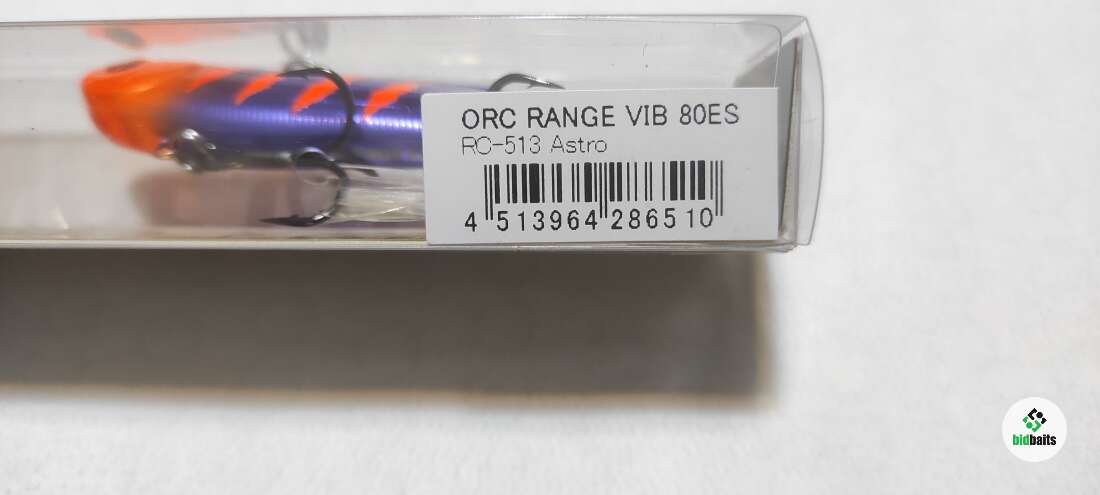 ORC RANGE VIB 80ES
RC-513 Astro
4 513964 286510
bidbaits